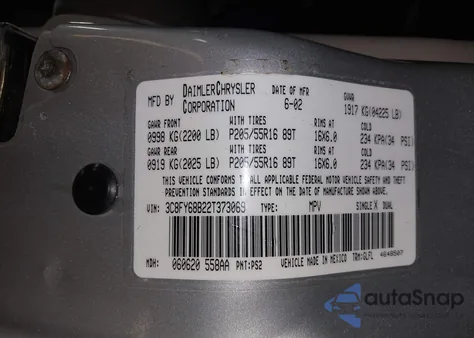 MFD BY DAIMLERCHRYSLER CORPORATION DATE OF MFR 6-02 GVWR 1917 KG(04225 LB)
GAWR FRONT WITH TIRES RIMS AT COLD
0998 KG(2200 LB) P205/55R16 89T 16X6.0 234 KPA(34 PSI)
GAWR REAR WITH TIRES RIMS AT COLD
0919 KG(2025 LB) P205/55R16 89T 16X6.0 234 KPA(34 PSI)
THIS VEHICLE CONFORMS TO ALL APPLICABLE FEDERAL MOTOR VEHICLE SAFETY AND THEFT
PREVENTION STANDARDS IN EFFECT ON THE DATE OF MANUFACTURE SHOWN ABOVE.
VIN: 3C8FY68B22T373069 TYPE: MPV SINGLE X DUAL
MDH: 060620 558AA PNT:PS2 VEHICLE MADE IN MEXICO TRM:GLFL
autoSnap